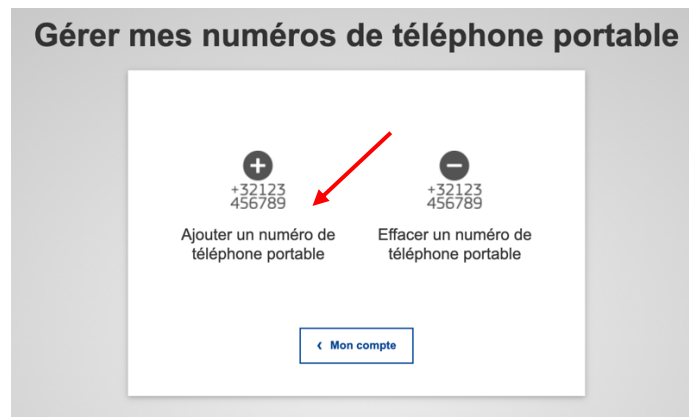 Gérer mes numéros de téléphone portable
+32123
456789
Ajouter un numéro de
téléphone portable
+32123
456789
Effacer un numéro de
téléphone portable
‹ Mon compte